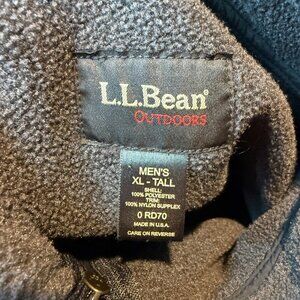 L.L.Bean®
OUTDOORS
MEN'S
XL - TALL
SHELL:
100% POLYESTER
TRIM:
100% NYLON SUPPLEX
0 RD70
MADE IN U.S.A.
CARE ON REVERSE